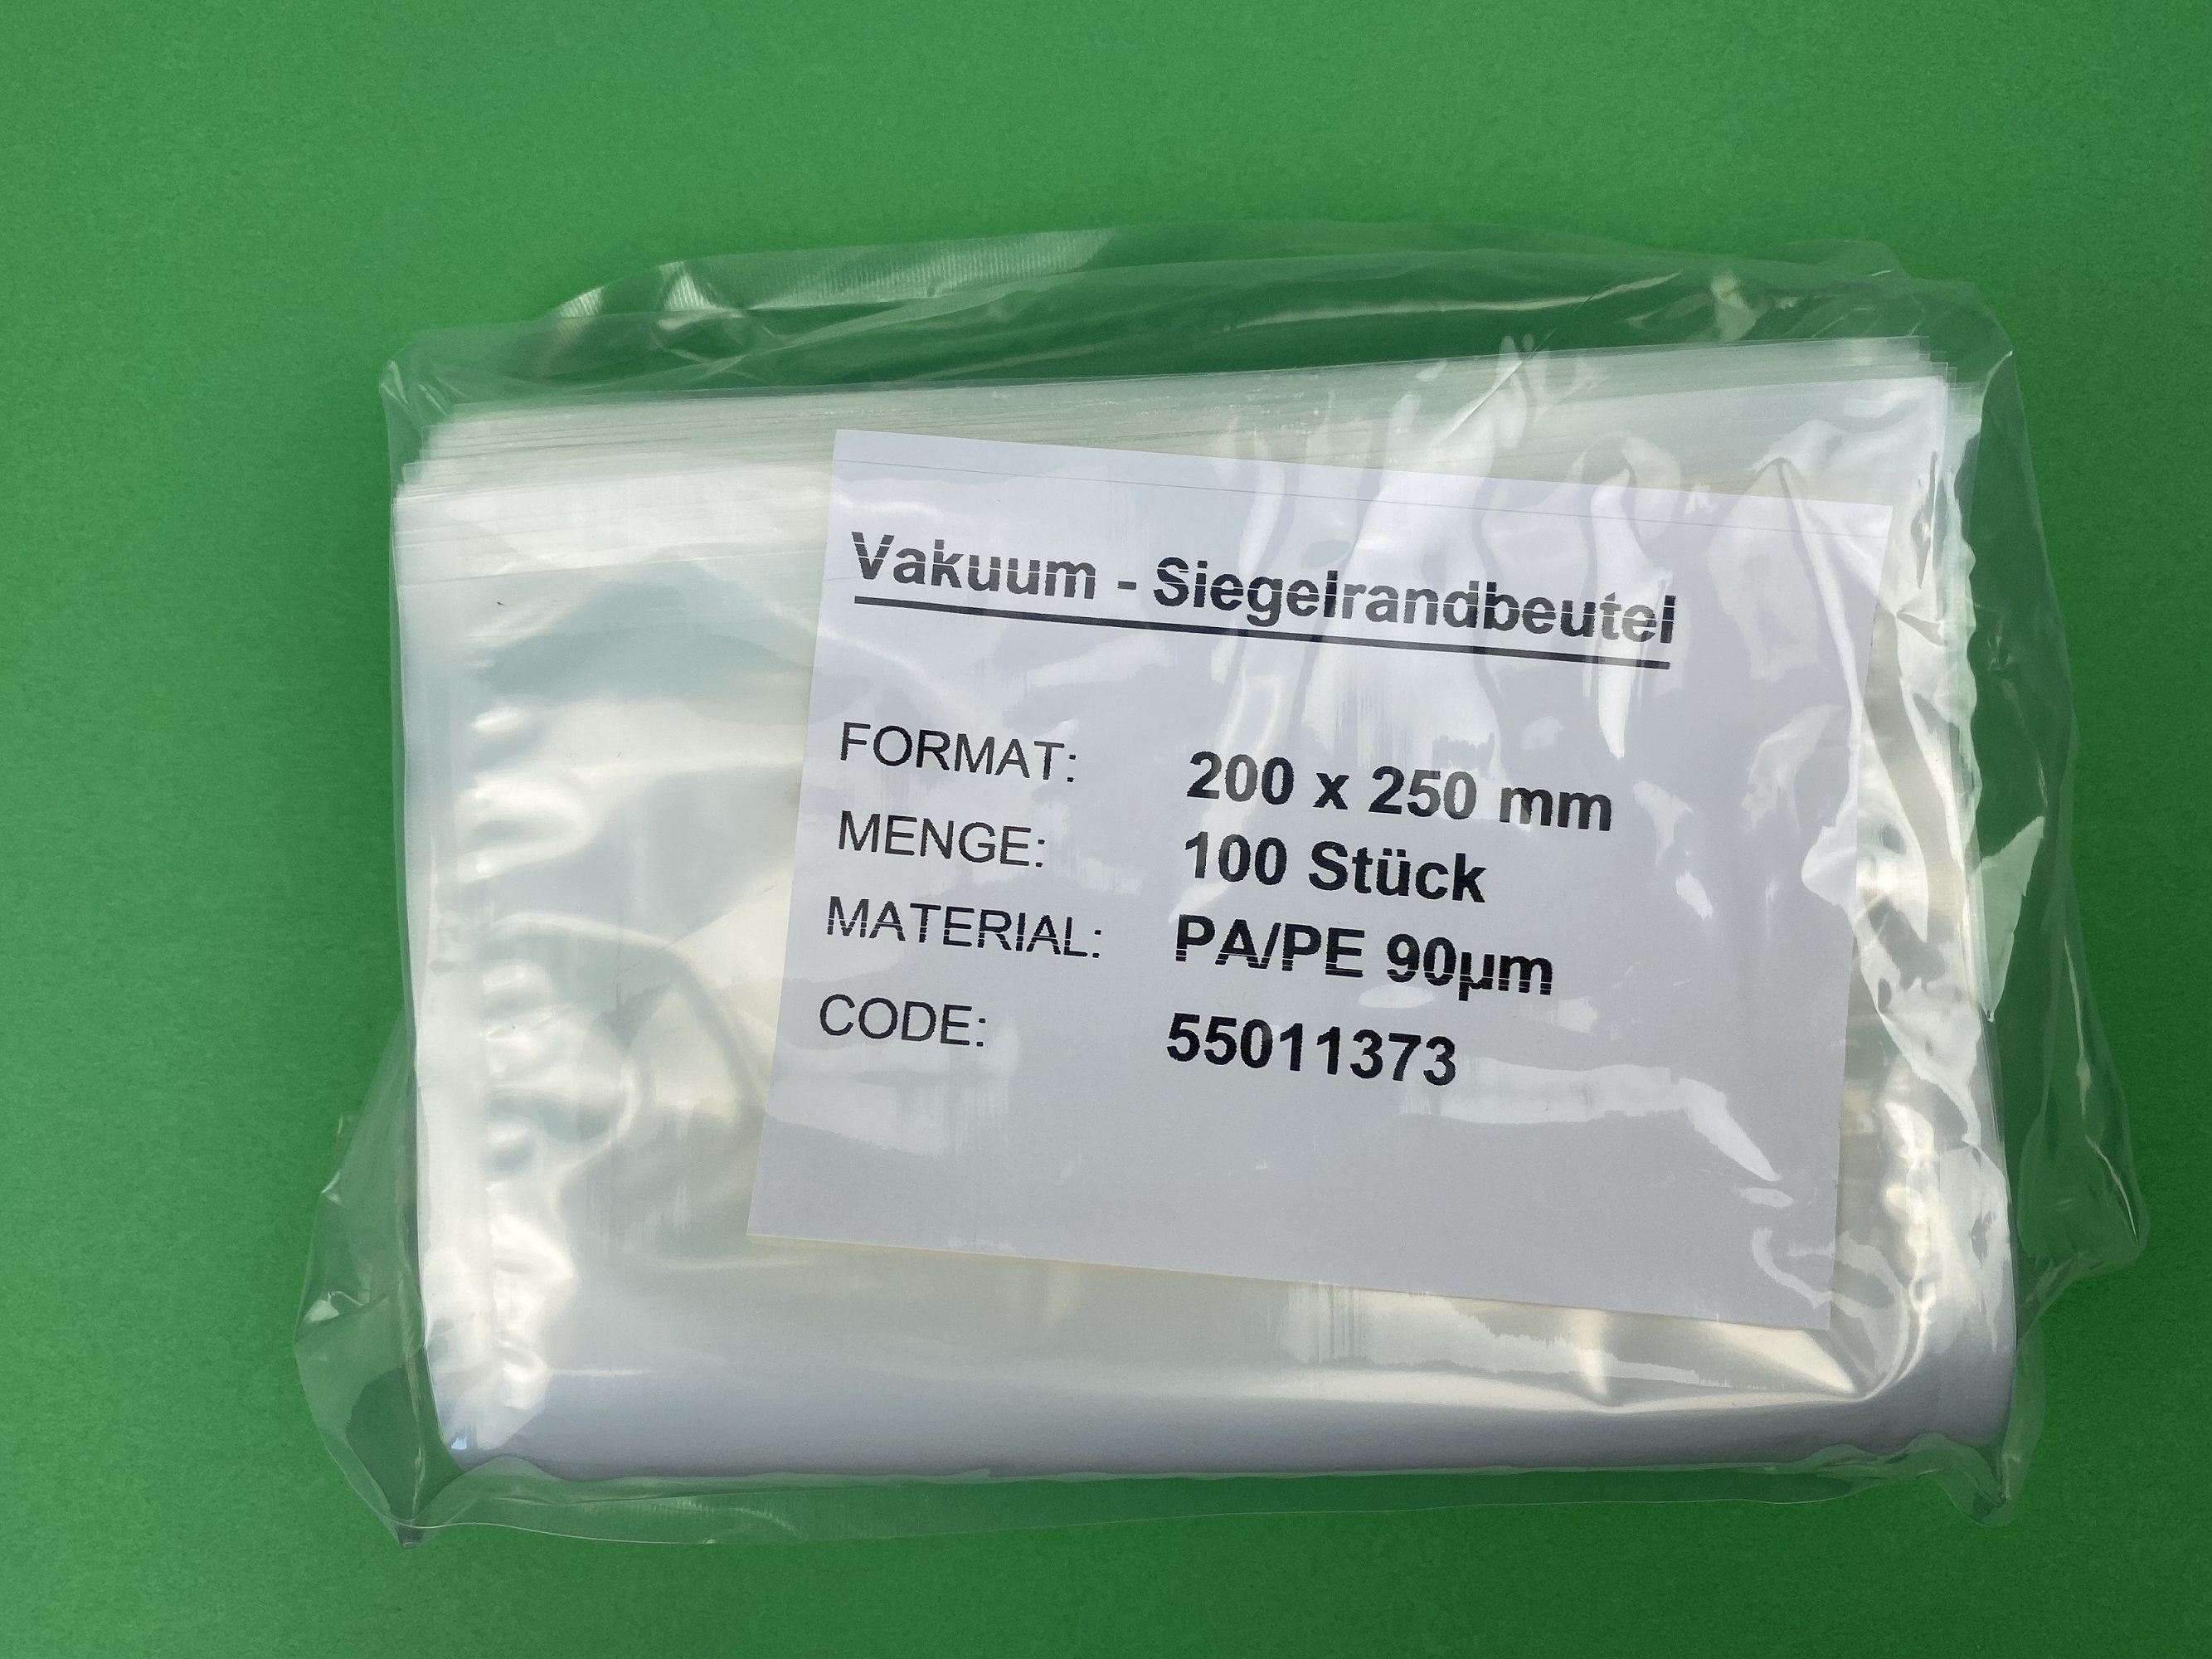 Vakuum - Siegelrandbeutel
FORMAT: 200 x 250 mm
MENGE: 100 Stück
MATERIAL: PA/PE 90µm
CODE: 55011373